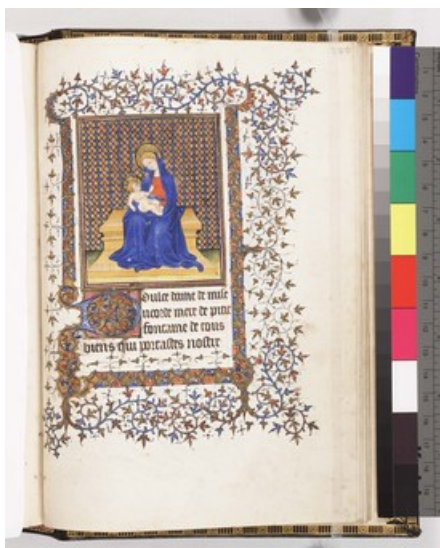 Doulce dame de mise
ricorde mere de pitie
fontaine de tous
biens qui portastes nostre